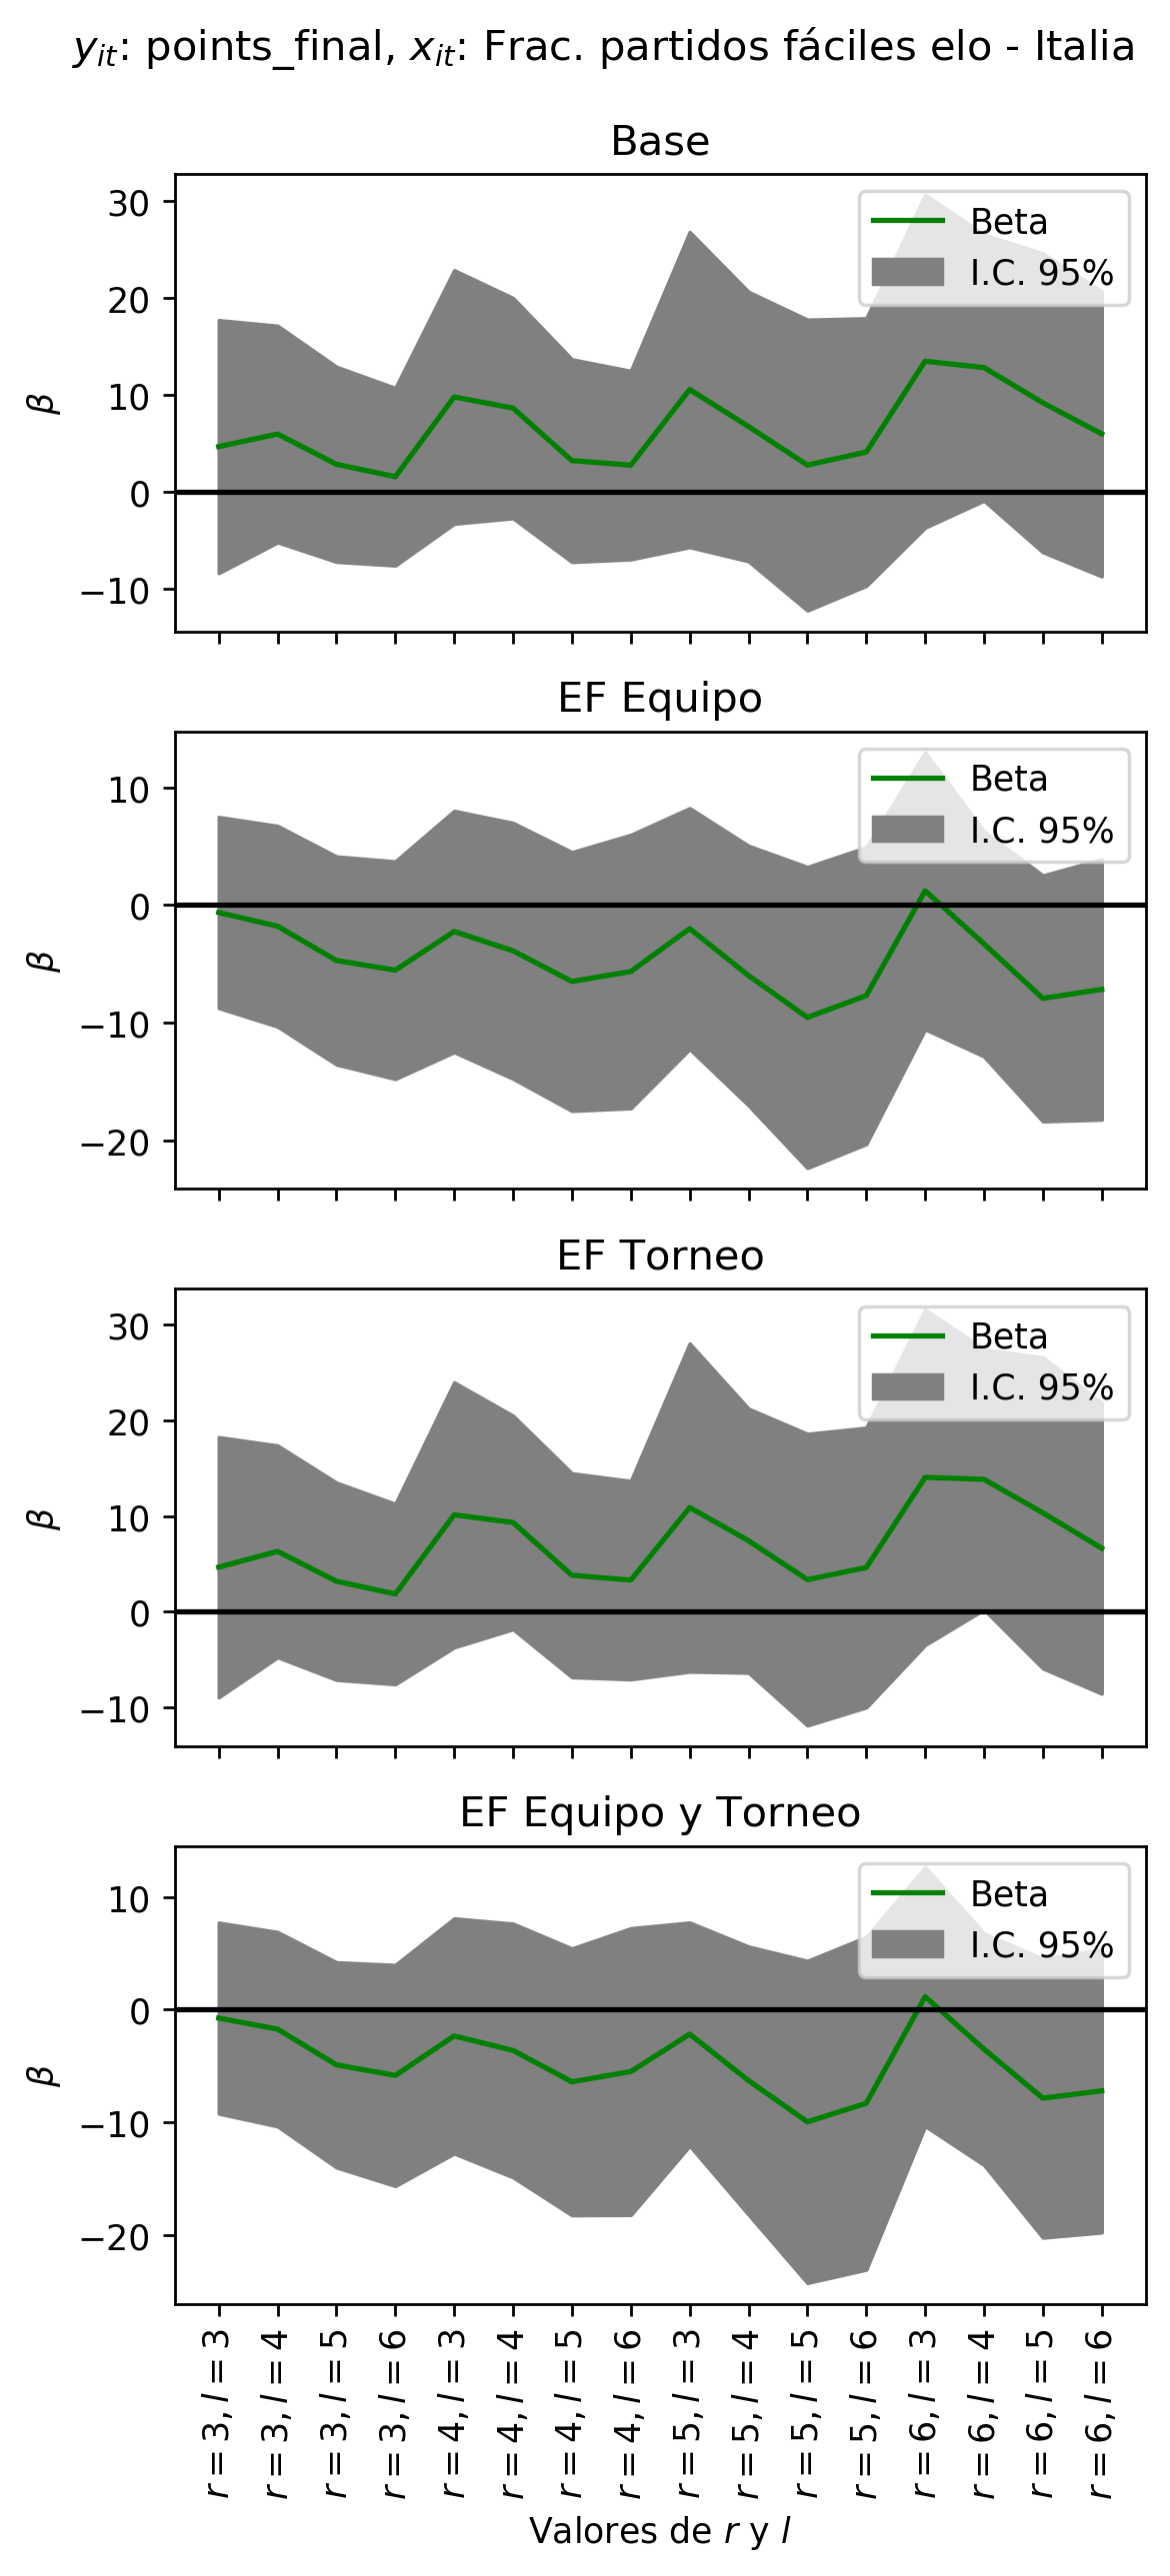 y_it: points_final, x_it: Frac. partidos fáciles elo - Italia
Base
30
20
10
0
−10
β
Beta
I.C. 95%
EF Equipo
10
0
−10
−20
β
Beta
I.C. 95%
EF Torneo
30
20
10
0
−10
β
Beta
I.C. 95%
EF Equipo y Torneo
10
0
−10
−20
β
Beta
I.C. 95%
r = 3, l = 3
r = 3, l = 4
r = 3, l = 5
r = 3, l = 6
r = 4, l = 3
r = 4, l = 4
r = 4, l = 5
r = 4, l = 6
r = 5, l = 3
r = 5, l = 4
r = 5, l = 5
r = 5, l = 6
r = 6, l = 3
r = 6, l = 4
r = 6, l = 5
r = 6, l = 6
Valores de r y l